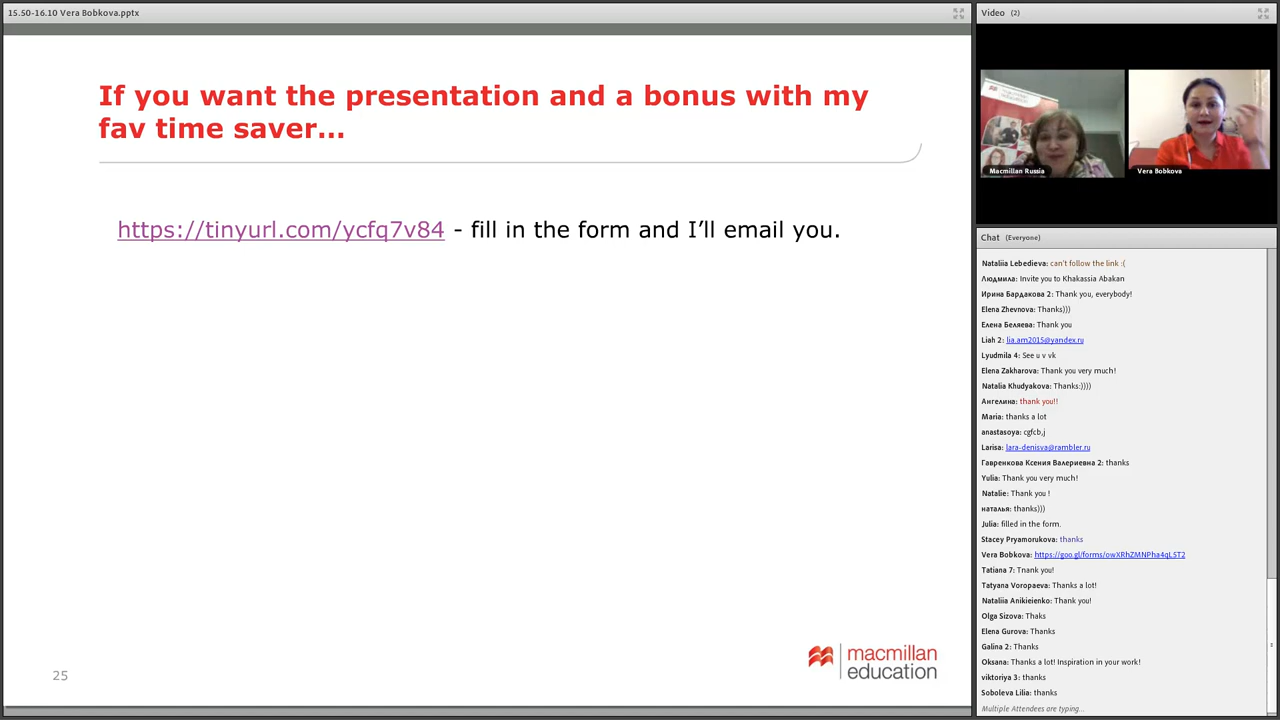 15.50-16.10 Vera Bobkova.pptx
If you want the presentation and a bonus with my
fav time saver...
https://tinyurl.com/ycfq7v84 - fill in the form and I’ll email you.
25
macmillan
education
Video (2)
Macmillan Russia
Vera Bobkova
Chat (Everyone)
Nataliia Lebedieva: can't follow the link :(
Людмила: Invite you to Khakassia Abakan
Ирина Бардакова 2: Thank you, everybody!
Elena Zhevnova: Thanks)))
Елена Беляева: Thank you
Liah 2: lia.am2015@yandex.ru
Lyudmila 4: See u v vk
Elena Zakharova: Thank you very much!
Natalia Khudyakova: Thanks:))))
Ангелина: thank you!!
Maria: thanks a lot
anastasoya: cgfcb,j
Larisa: lara-denisva@rambler.ru
Гавренкова Ксения Валериевна 2: thanks
Yulia: Thank you very much!
Natalie: Thank you !
наталья: thanks)))
Julia: filled in the form.
Stacey Pryamorukova: thanks
Vera Bobkova: https://goo.gl/forms/owXRhZMNPha4qL5T2
Tatiana 7: Tnank you!
Tatyana Voropaeva: Thanks a lot!
Nataliia Anikieienko: Thank you!
Olga Sizova: Thaks
Elena Gurova: Thanks
Galina 2: Thanks
Oksana: Thanks a lot! Inspiration in your work!
viktoriya 3: thanks
Soboleva Lilia: thanks
Multiple Attendees are typing...